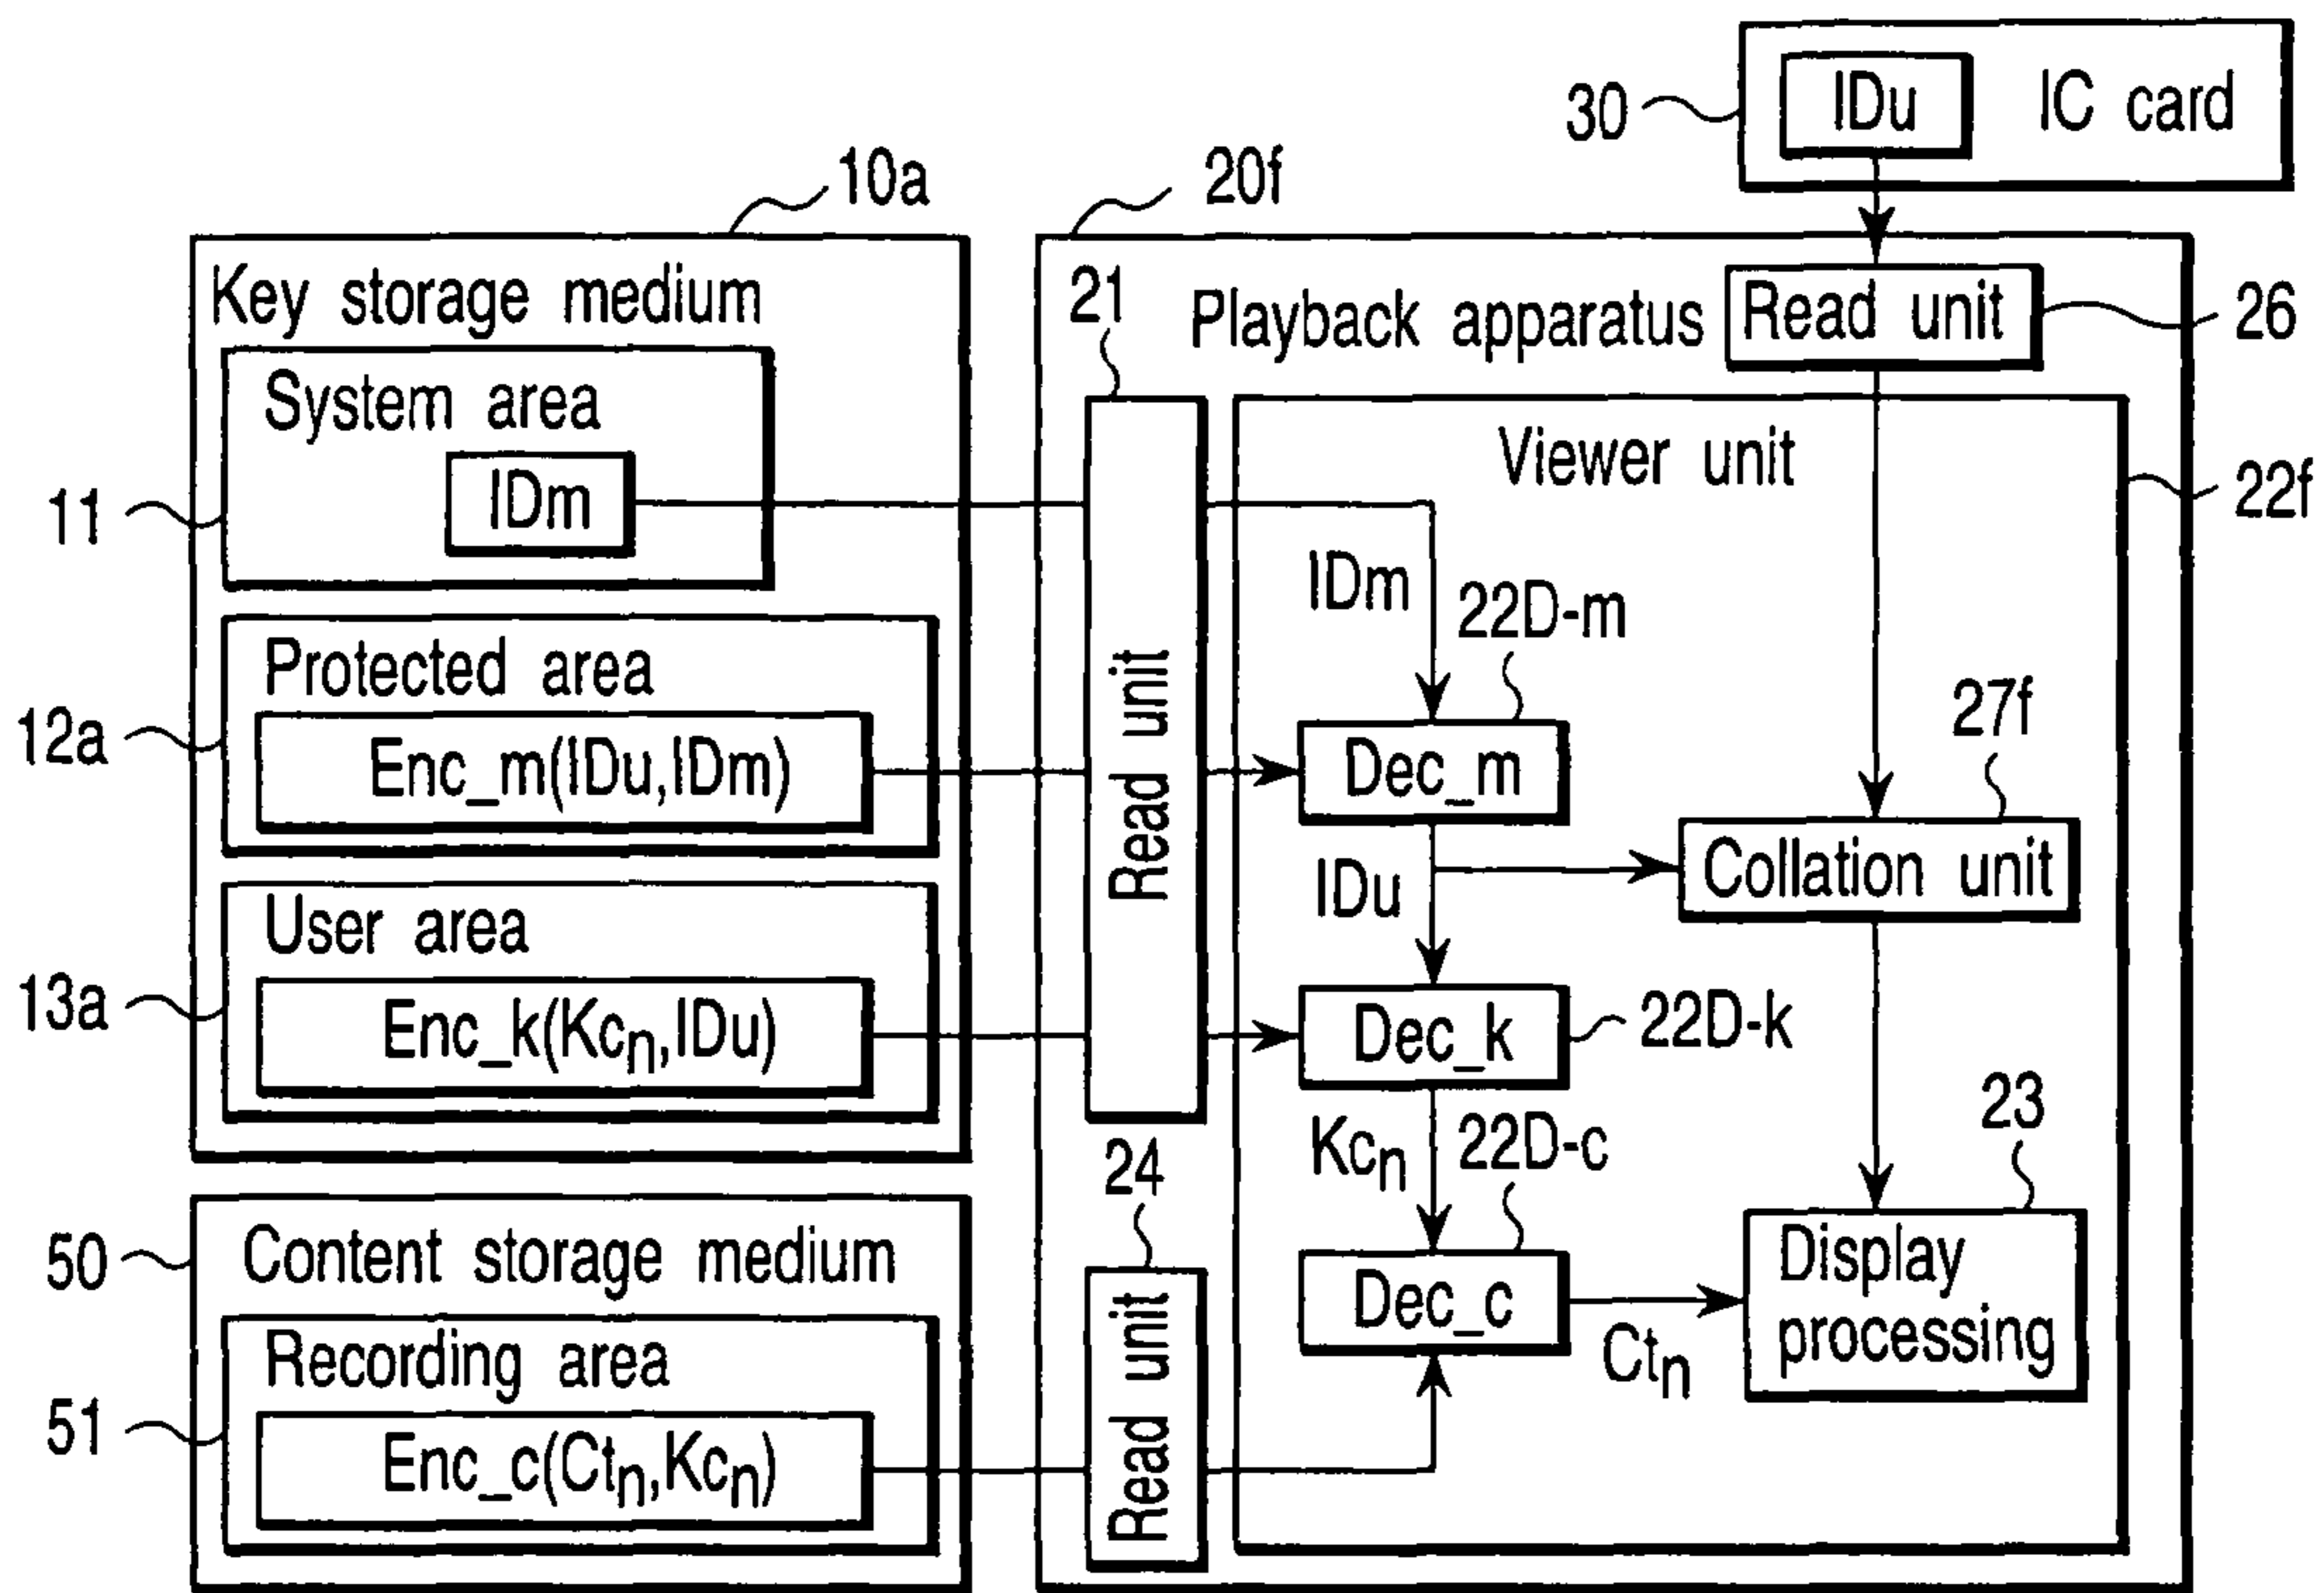 30
IDu
IC card
10a
20f
Key storage medium
System area
IDm
11
Protected area
Enc_m(IDu,IDm)
12a
User area
Enc_k(Kcn,IDu)
13a
50
Content storage medium
Recording area
Enc_c(Ctn,Kcn)
51
21
Playback apparatus
Read unit
26
Read unit
Viewer unit
22f
IDm
22D-m
Dec_m
27f
Collation unit
IDu
Dec_k
22D-k
Kcn
22D-c
24
Read unit
Dec_c
Ctn
23
Display
processing